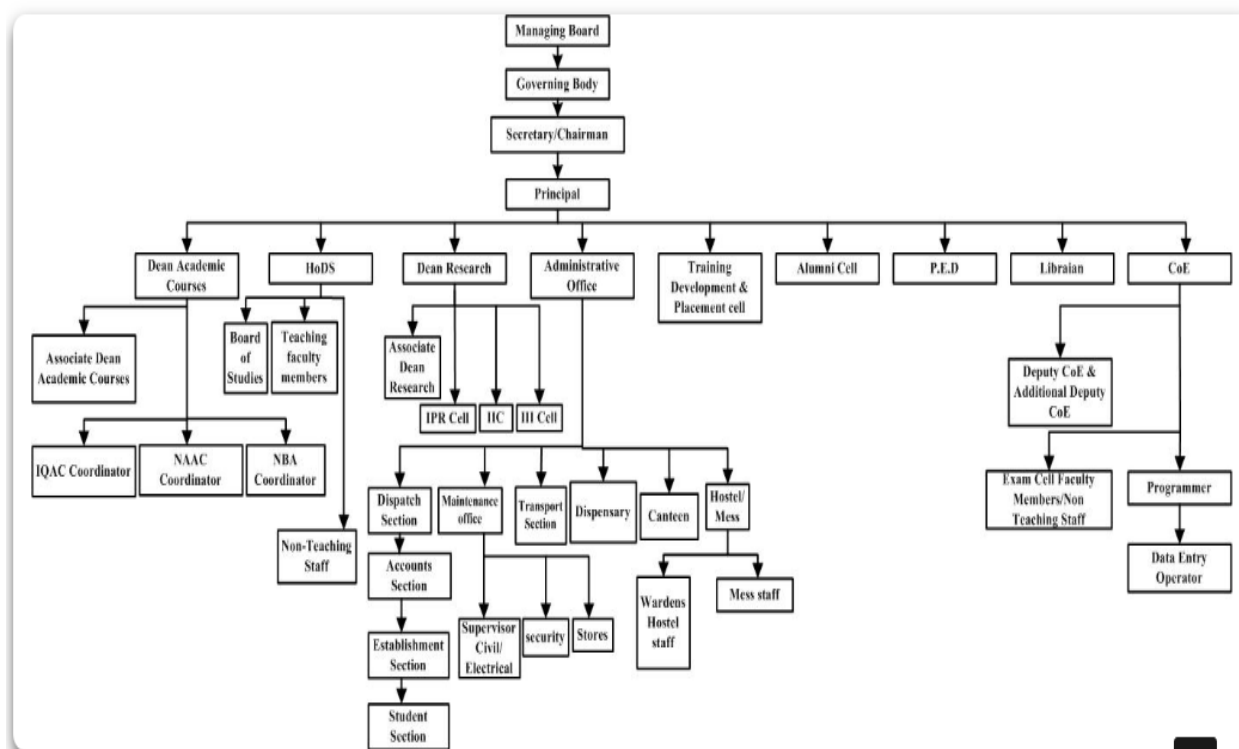 Managing Board
Governing Body
Secretary/Chairman
Principal
Dean Academic
Courses
HoDS
Dean Research
Administrative
Office
Training
Development &
Placement cell
Alumni Cell
P.E.D
Libraian
CoE
Associate Dean
Academic Courses
Board
of
Studies
Teaching
faculty
members
Associate
Dean
Research
IPR Cell
IIC
III Cell
Deputy CoE &
Additional Deputy
CoE
IQAC Coordinator
NAAC
Coordinator
NBA
Coordinator
Non-Teaching
Staff
Dispatch
Section
Maintenance
office
Transport
Section
Dispensary
Canteen
Hostel/
Mess
Exam Cell Faculty
Members/Non
Teaching Staff
Programmer
Data Entry
Operator
Accounts
Section
Establishment
Section
Student
Section
Supervisor
Civil/
Electrical
security
Stores
Wardens
Hostel
staff
Mess staff